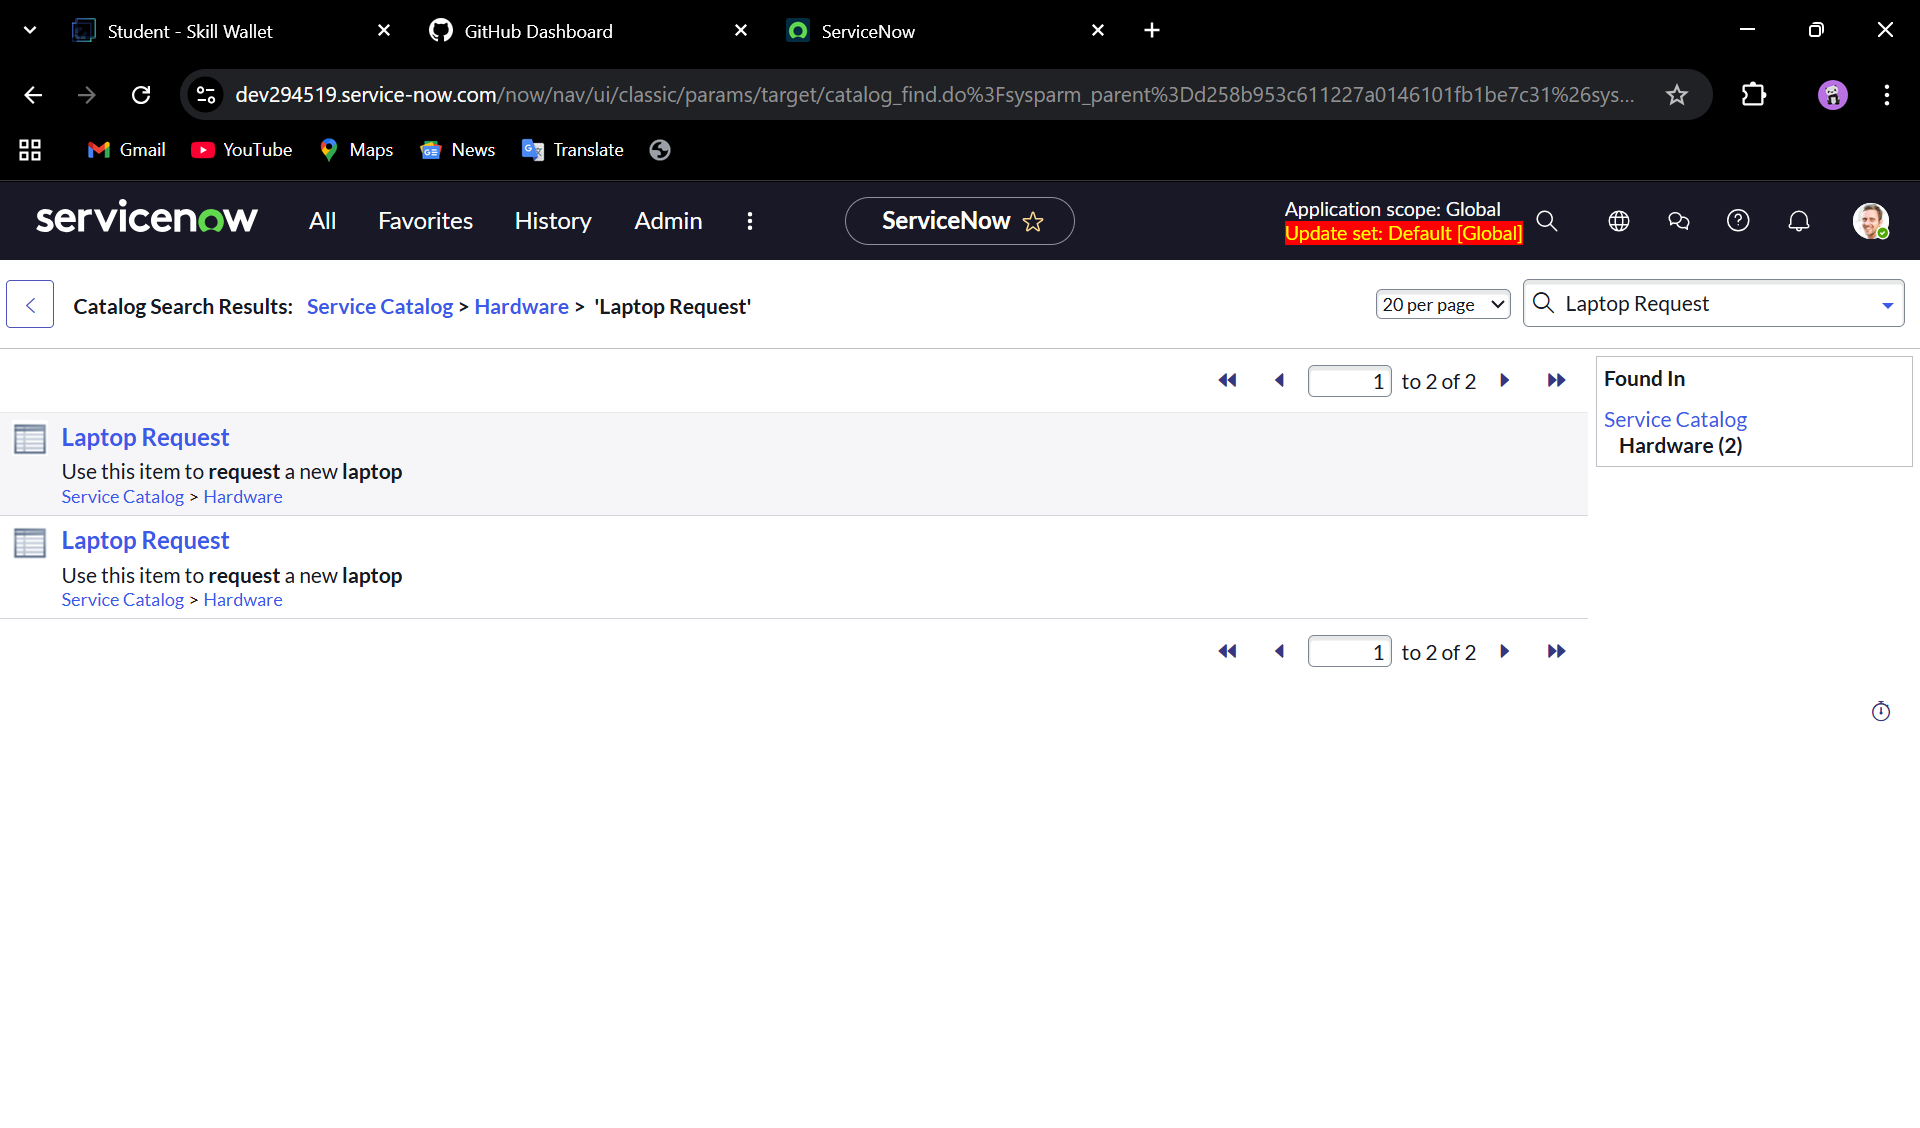 Student - Skill Wallet
GitHub Dashboard
ServiceNow
dev294519.service-now.com/now/nav/ui/classic/params/target/catalog_find.do%3Fsysparm_parent%3Dd258b953c611227a0146101fb1be7c31%26sys...
Gmail
YouTube
Maps
News
Translate
servicenow
All
Favorites
History
Admin
ServiceNow
Application scope: Global
Update set: Default [Global]
Catalog Search Results: Service Catalog > Hardware > 'Laptop Request'
20 per page
Laptop Request
1 to 2 of 2
Found In
Service Catalog
Hardware (2)
Laptop Request
Use this item to request a new laptop
Service Catalog > Hardware
Laptop Request
Use this item to request a new laptop
Service Catalog > Hardware
1 to 2 of 2